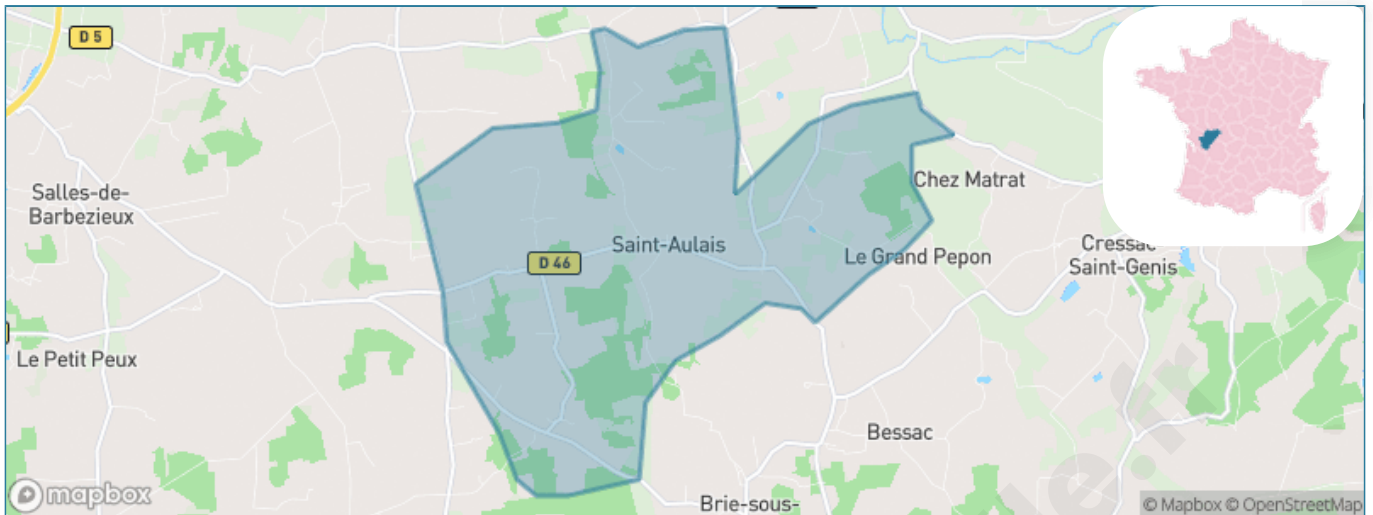 D 5
Salles-de-
Barbezieux
Chez Matrat
Saint-Aulais
Cressac-
Saint-Genis
D 46
Le Grand Pepon
Le Petit Peux
Bessac
Brie-sous-
mapbox
© Mapbox © OpenStreetMap